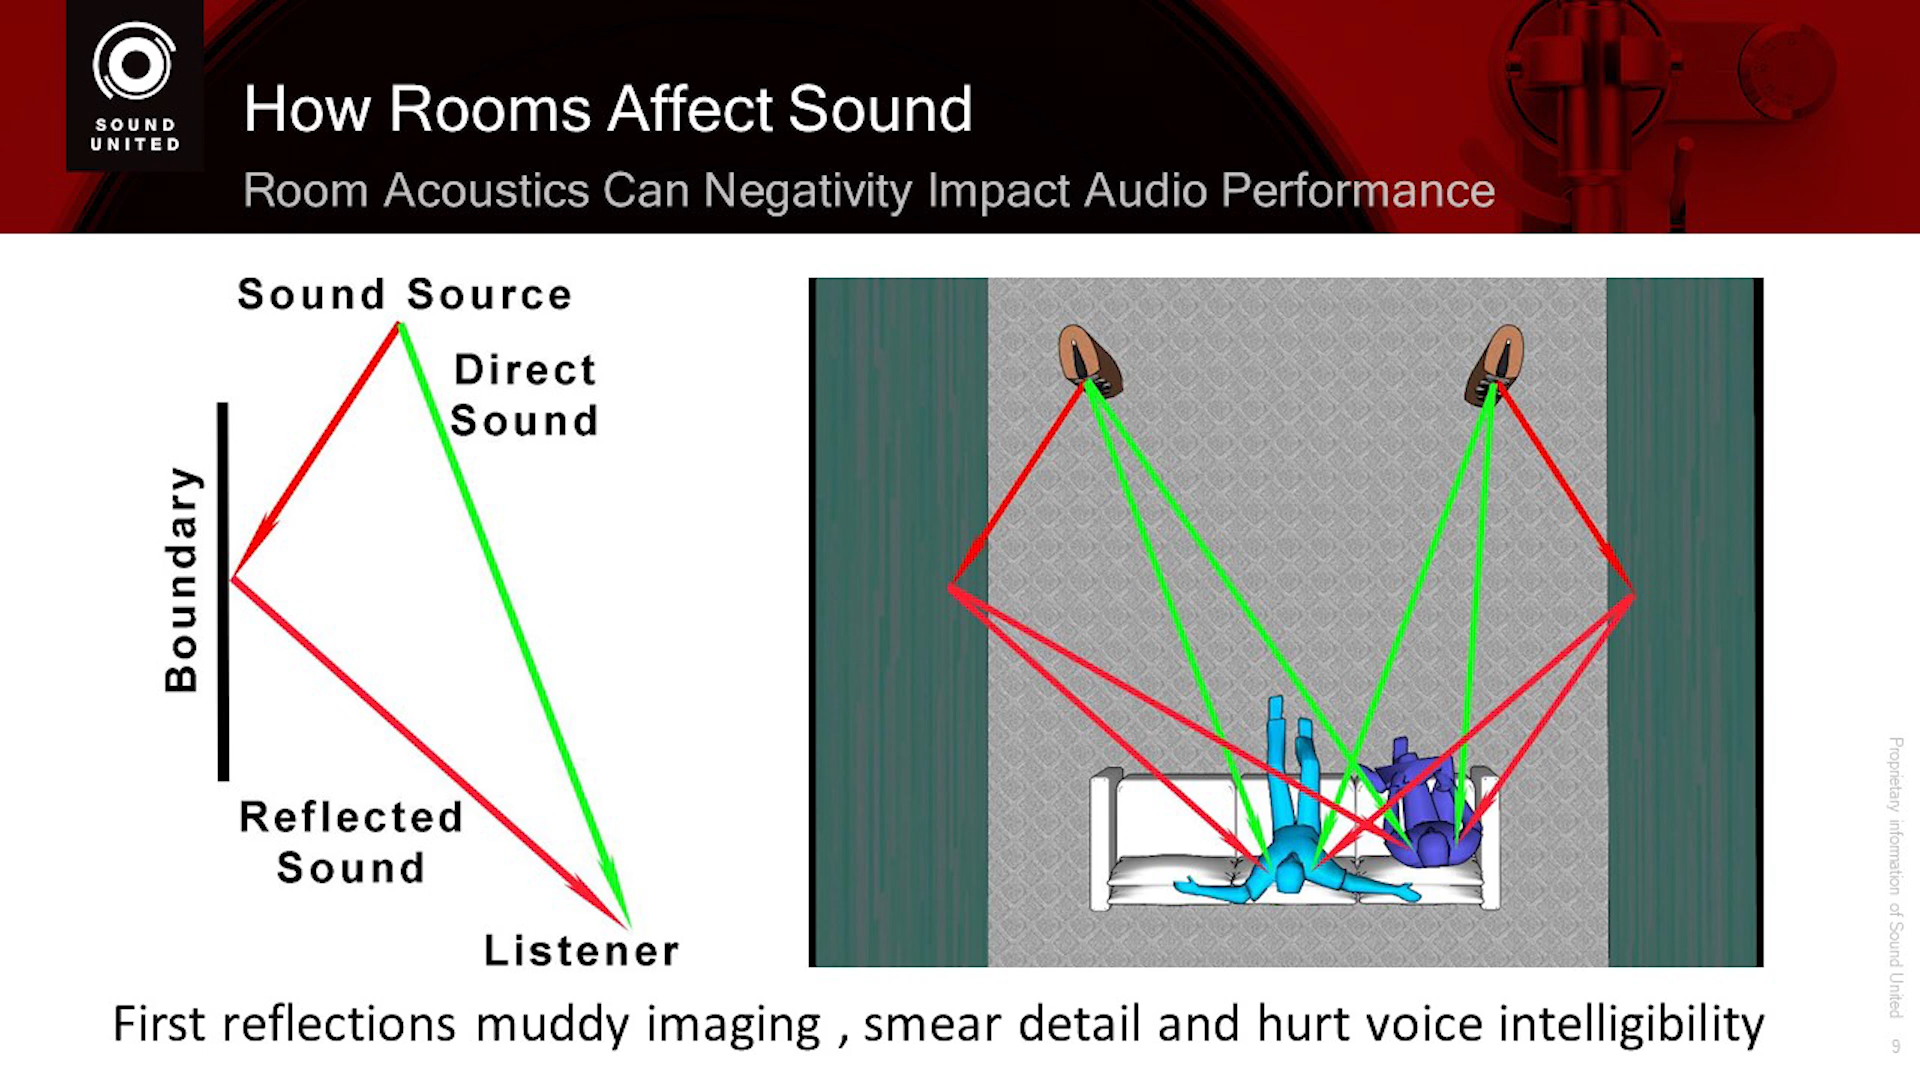 SOUND
UNITED
How Rooms Affect Sound
Room Acoustics Can Negativity Impact Audio Performance
Sound Source
Direct
Sound
Boundary
Reflected
Sound
Listener
First reflections muddy imaging , smear detail and hurt voice intelligibility
Proprietary information of Sound United
9